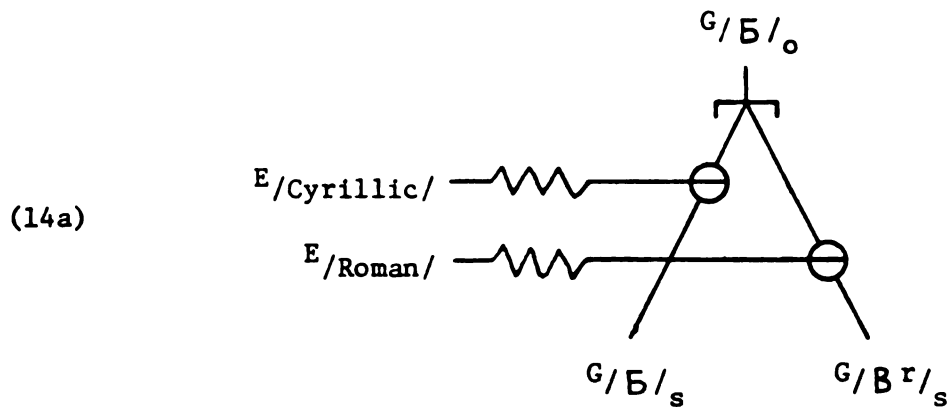 G/Б/o
E/Cyrillic/
(14a)
E/Roman/
G/Б/s
G/Bʳ/s